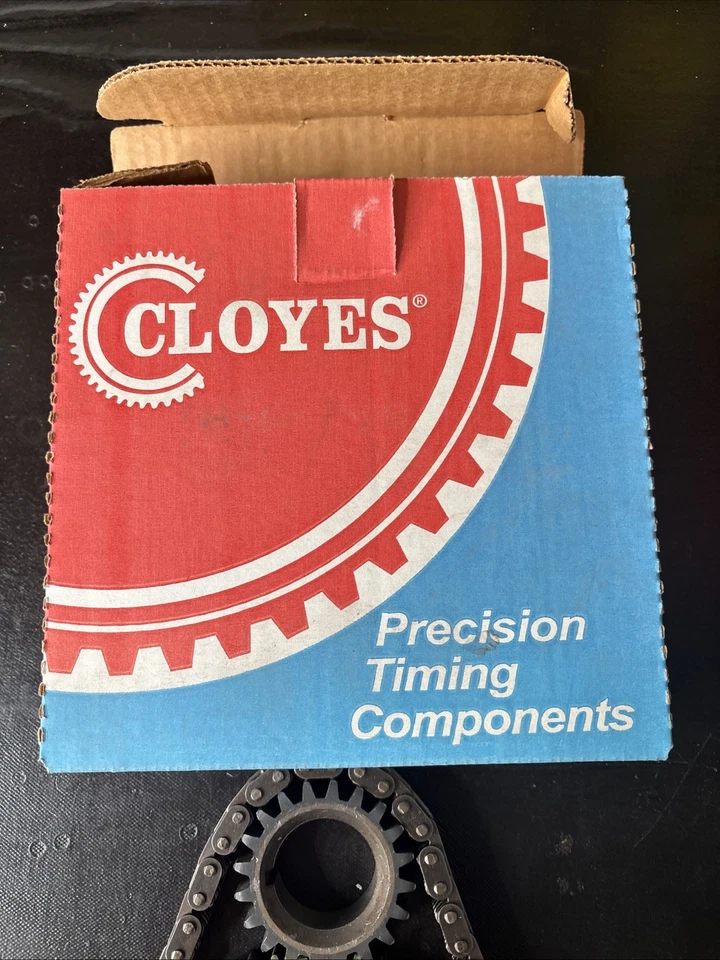 CLOYES®
Precision
Timing
Components